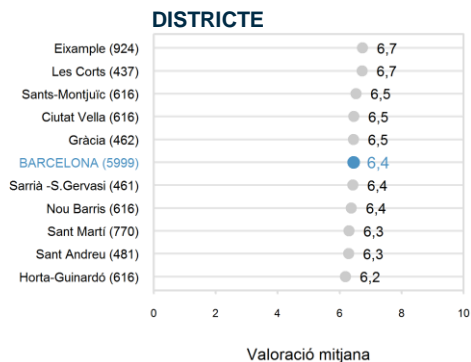 DISTRICTE
Eixample (924) 6,7
Les Corts (437) 6,7
Sants-Montjuïc (616) 6,5
Ciutat Vella (616) 6,5
Gràcia (462) 6,5
BARCELONA (5999) 6,4
Sarrià -S.Gervasi (461) 6,4
Nou Barris (616) 6,4
Sant Martí (770) 6,3
Sant Andreu (481) 6,3
Horta-Guinardó (616) 6,2
0 2 4 6 8 10
Valoració mitjana